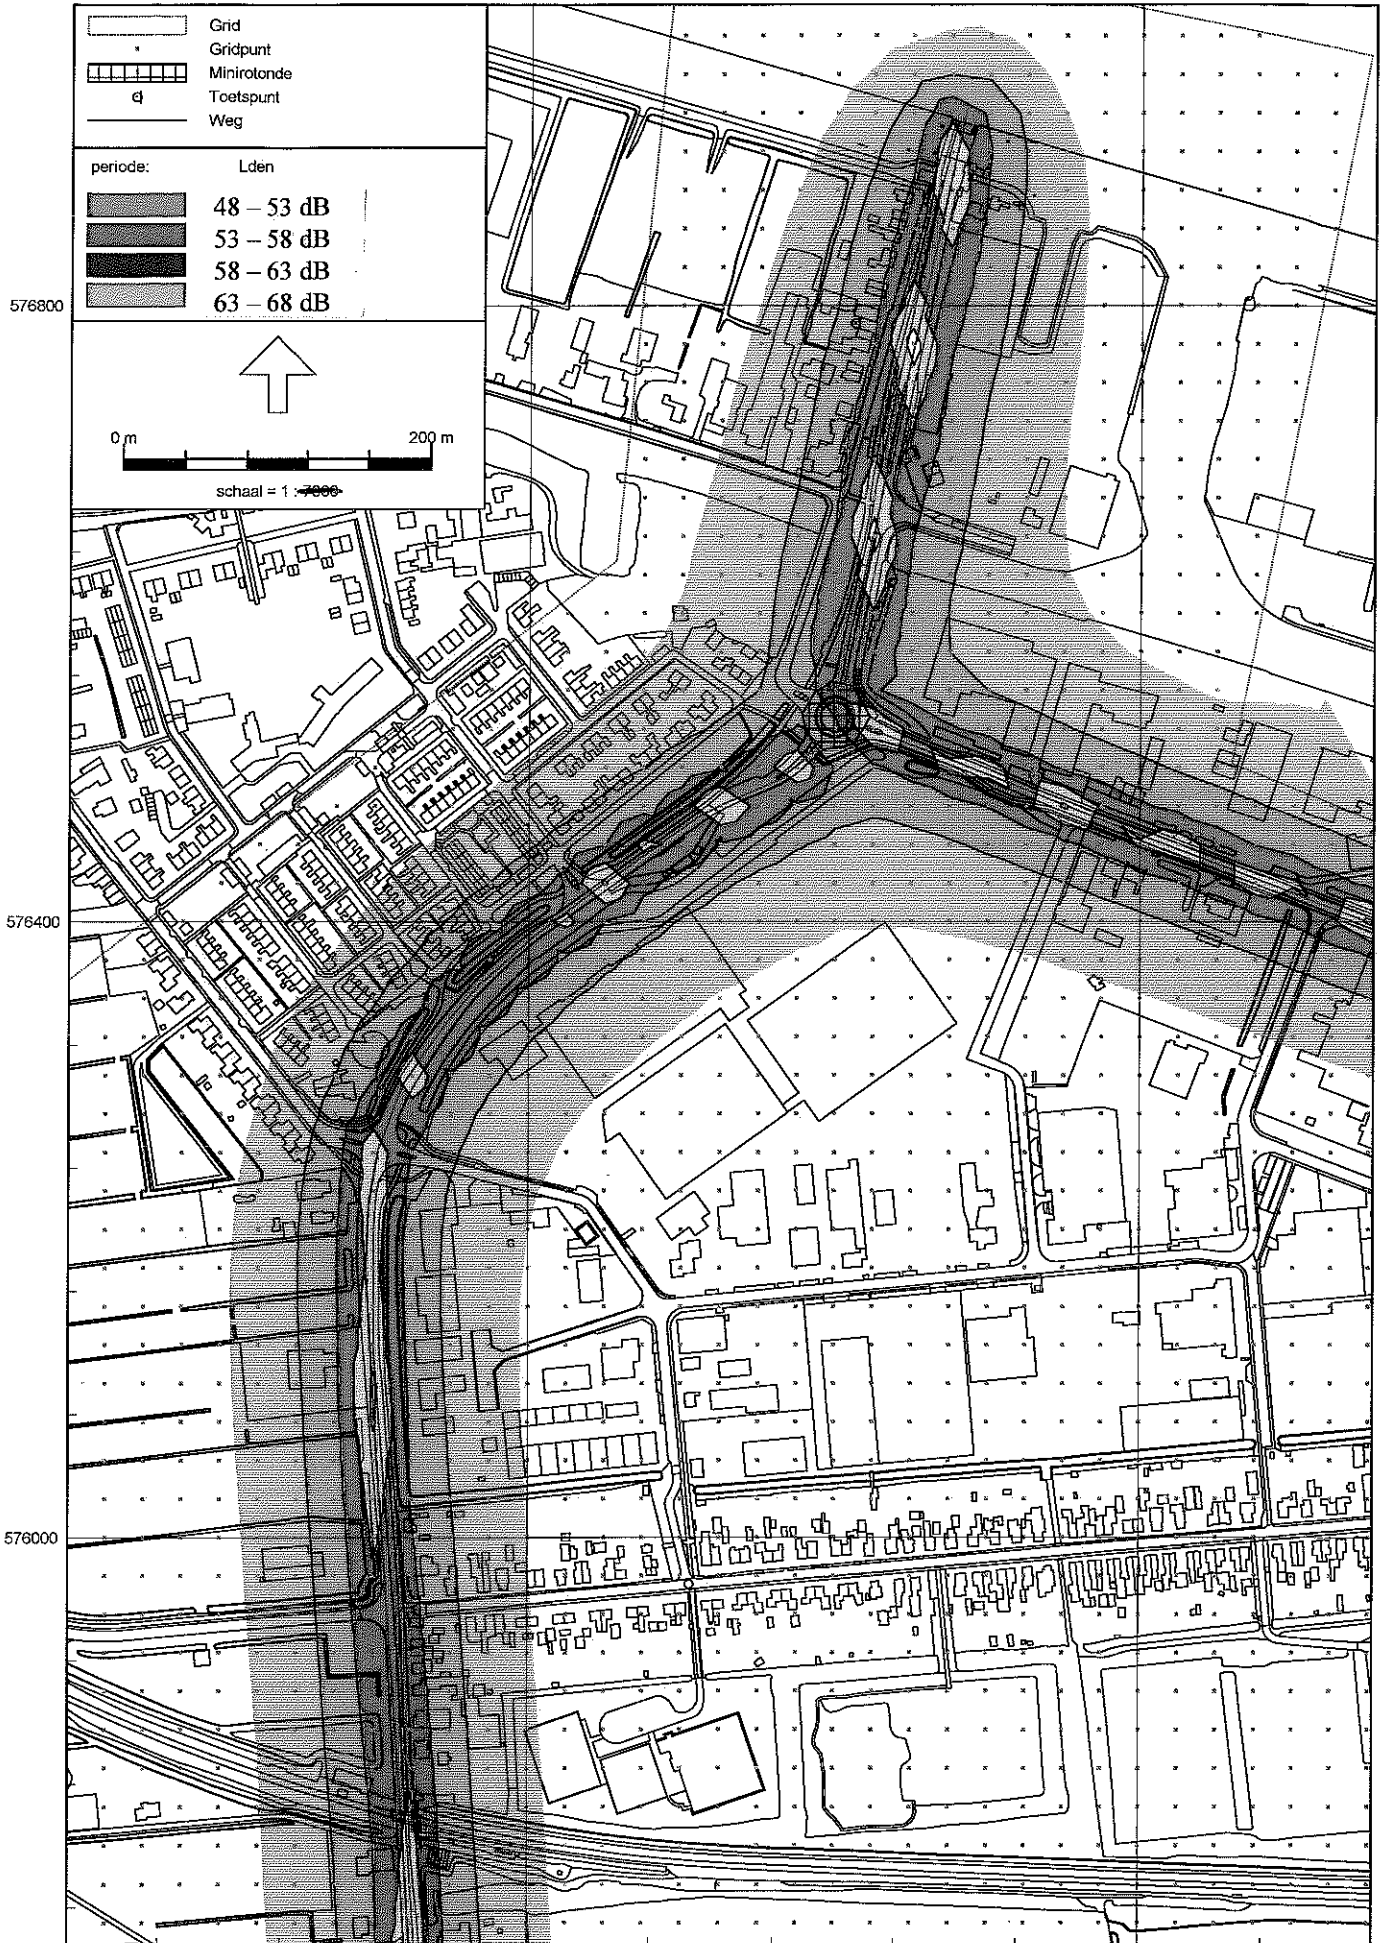 Grid
Gridpunt
Minirotonde
Toetspunt
Weg
periode: Lden
48 – 53 dB
53 – 58 dB
58 – 63 dB
63 – 68 dB
0 m 200 m
schaal = 1 :
576800
576400
576000